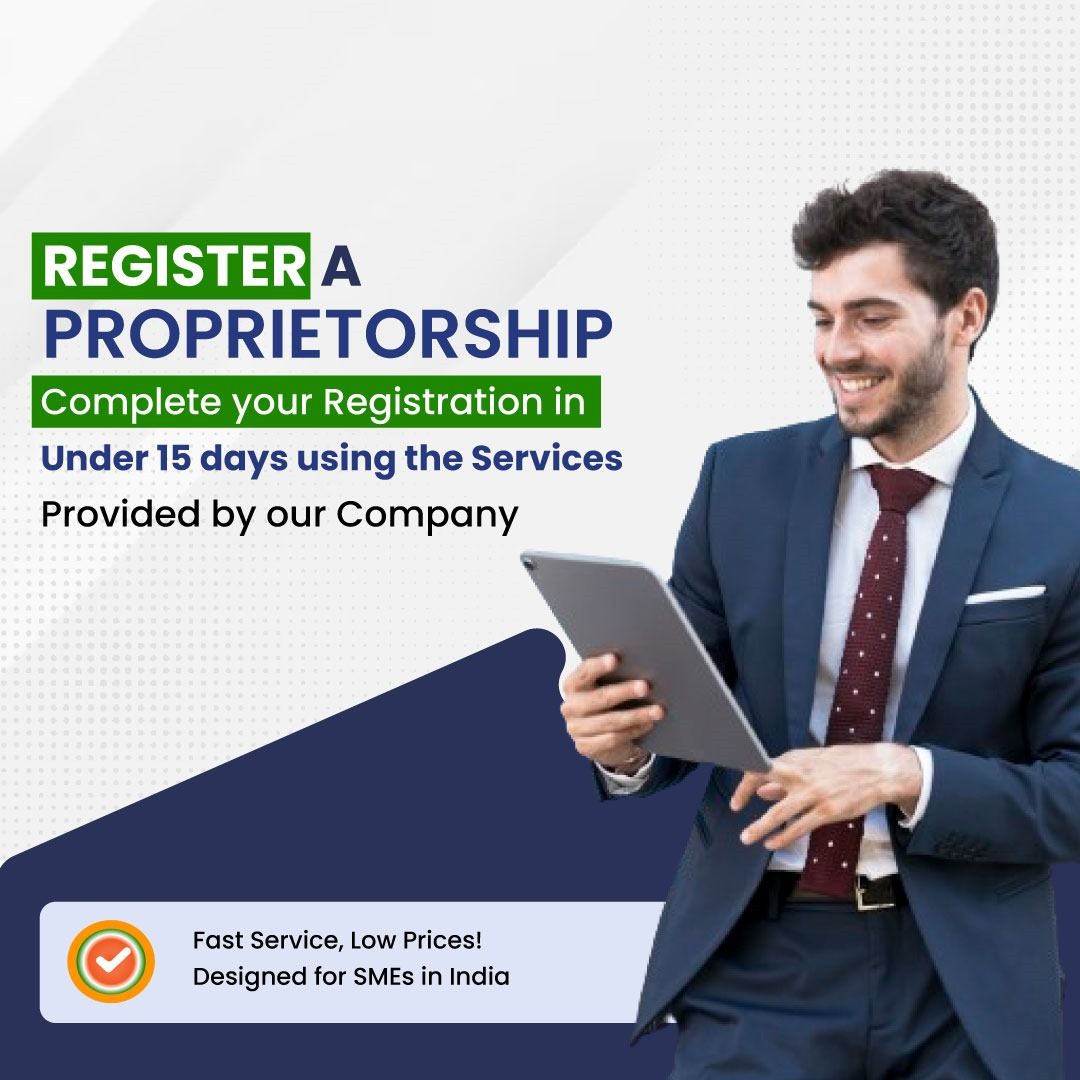 REGISTER A
PROPRIETORSHIP
Complete your Registration in
Under 15 days using the Services
Provided by our Company
Fast Service, Low Prices!
Designed for SMEs in India